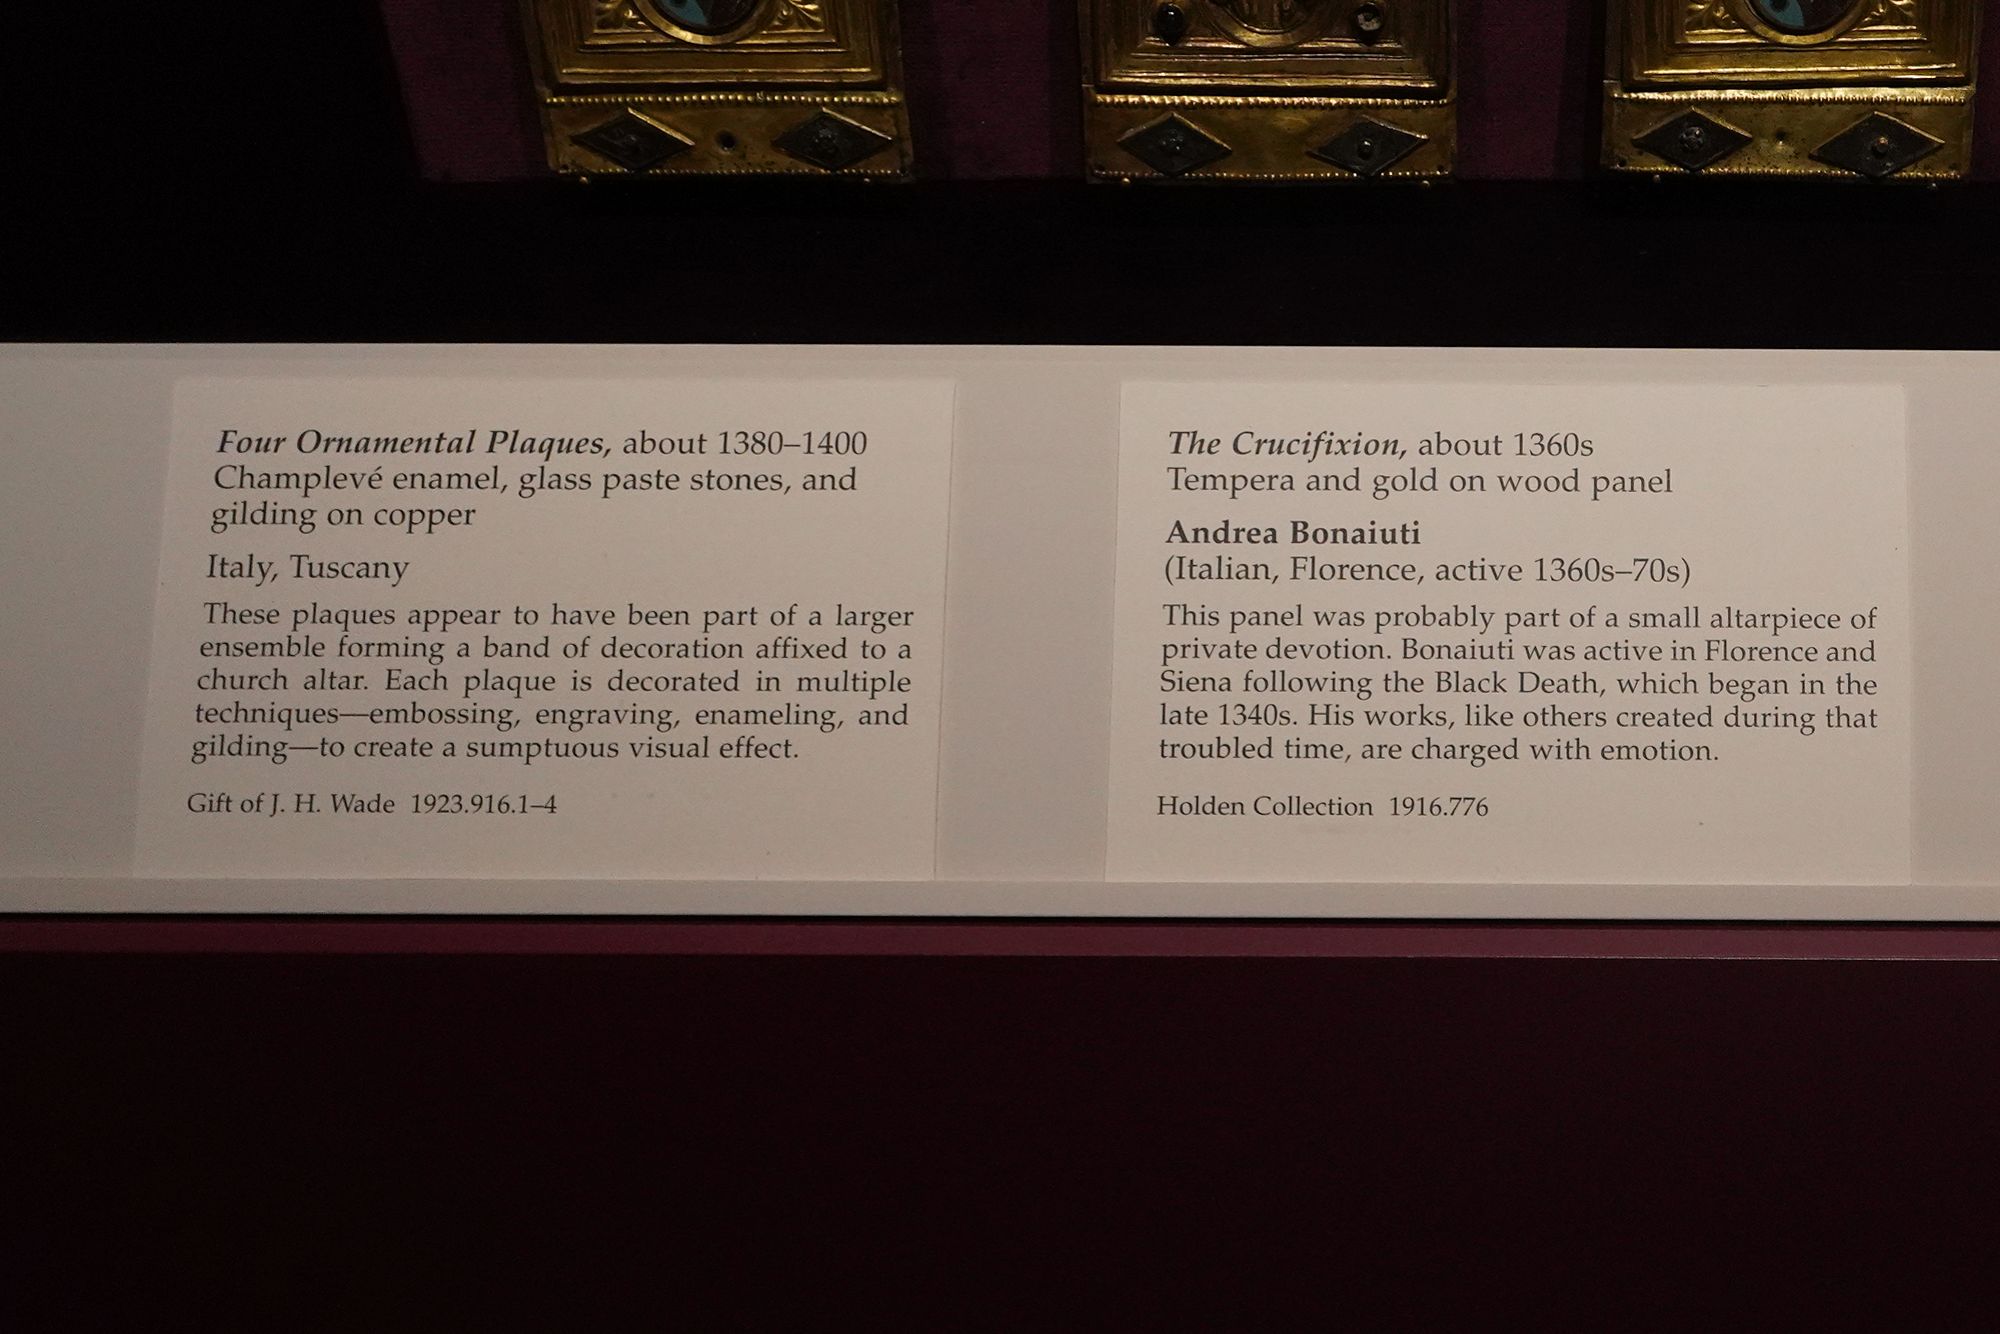 Four Ornamental Plaques, about 1380–1400
Champlevé enamel, glass paste stones, and
gilding on copper
Italy, Tuscany
These plaques appear to have been part of a larger
ensemble forming a band of decoration affixed to a
church altar. Each plaque is decorated in multiple
techniques—embossing, engraving, enameling, and
gilding—to create a sumptuous visual effect.
Gift of J. H. Wade 1923.916.1–4
The Crucifixion, about 1360s
Tempera and gold on wood panel
Andrea Bonaiuti
(Italian, Florence, active 1360s–70s)
This panel was probably part of a small altarpiece of
private devotion. Bonaiuti was active in Florence and
Siena following the Black Death, which began in the
late 1340s. His works, like others created during that
troubled time, are charged with emotion.
Holden Collection 1916.776